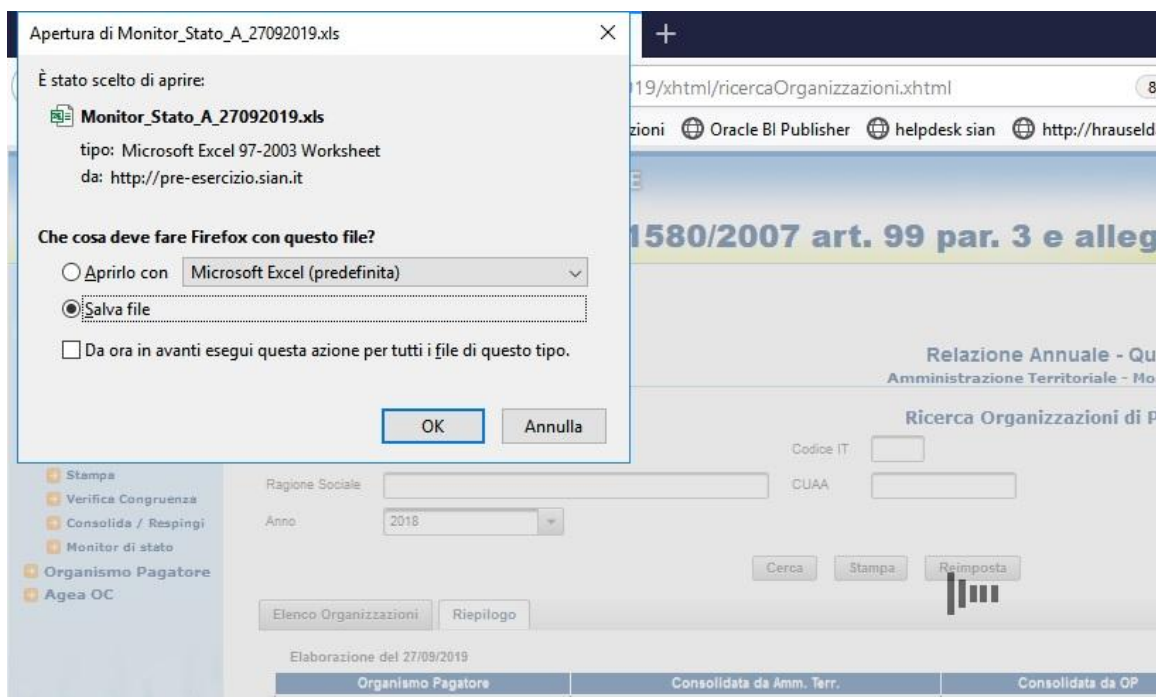 Apertura di Monitor_Stato_A_27092019.xls
È stato scelto di aprire:
Monitor_Stato_A_27092019.xls
tipo: Microsoft Excel 97-2003 Worksheet
da: http://pre-esercizio.sian.it
Che cosa deve fare Firefox con questo file?
Aprirlo con Microsoft Excel (predefinita)
Salva file
Da ora in avanti esegui questa azione per tutti i file di questo tipo.
OK Annulla
19/xhtml/ricercaOrganizzazioni.xhtml 8
zioni Oracle BI Publisher helpdesk sian http://hrauseld
E
1580/2007 art. 99 par. 3 e alleg
Relazione Annuale - Qu
Amministrazione Territoriale - Mo
Ricerca Organizzazioni di P
Codice IT
Ragione Sociale CUAA
Anno 2018
Cerca Stampa Reimposta
Stampa
Verifica Congruenza
Consolida / Respingi
Monitor di stato
Organismo Pagatore
Agea OC
Elenco Organizzazioni Riepilogo
Elaborazione del 27/09/2019
Organismo Pagatore Consolidata da Amm. Terr. Consolidata da OP